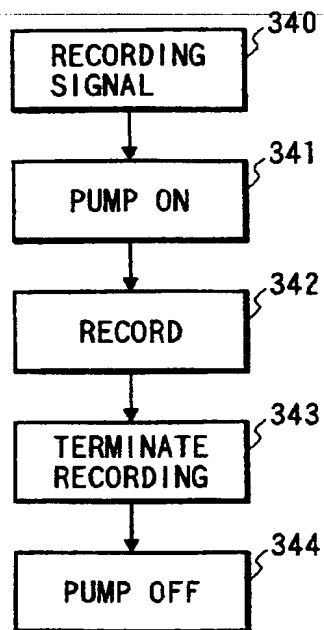 340
RECORDING
SIGNAL
341
PUMP ON
342
RECORD
343
TERMINATE
RECORDING
344
PUMP OFF